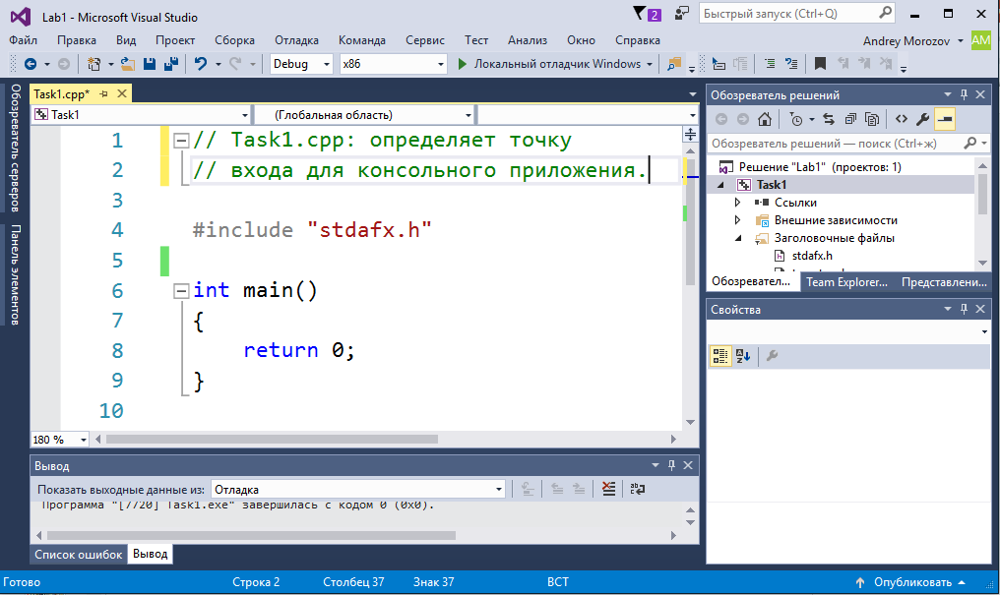 Lab1 - Microsoft Visual Studio
2
Быстрый запуск (Ctrl+Q)
Файл Правка Вид Проект Сборка Отладка Команда Сервис Тест Анализ Окно Справка
Andrey Morozov AM
Debug x86 Локальный отладчик Windows
Обозреватель серверов
Панель элементов
Task1.cpp*
Task1 (Глобальная область)
1 // Task1.cpp: определяет точку
2 // входа для консольного приложения.
3
4 #include "stdafx.h"
5
6 int main()
7 {
8 return 0;
9 }
10
180 %
Вывод
Показать выходные данные из: Отладка
Программа "[7720] Task1.exe" завершилась с кодом 0 (0x0).
Список ошибок Вывод
Обозреватель решений
Обозреватель решений — поиск (Ctrl+ж)
Решение "Lab1" (проектов: 1)
Task1
Ссылки
Внешние зависимости
Заголовочные файлы
stdafx.h
Обозревател... Team Explorer... Представлени...
Свойства
Готово Строка 2 Столбец 37 Знак 37 ВСТ Опубликовать